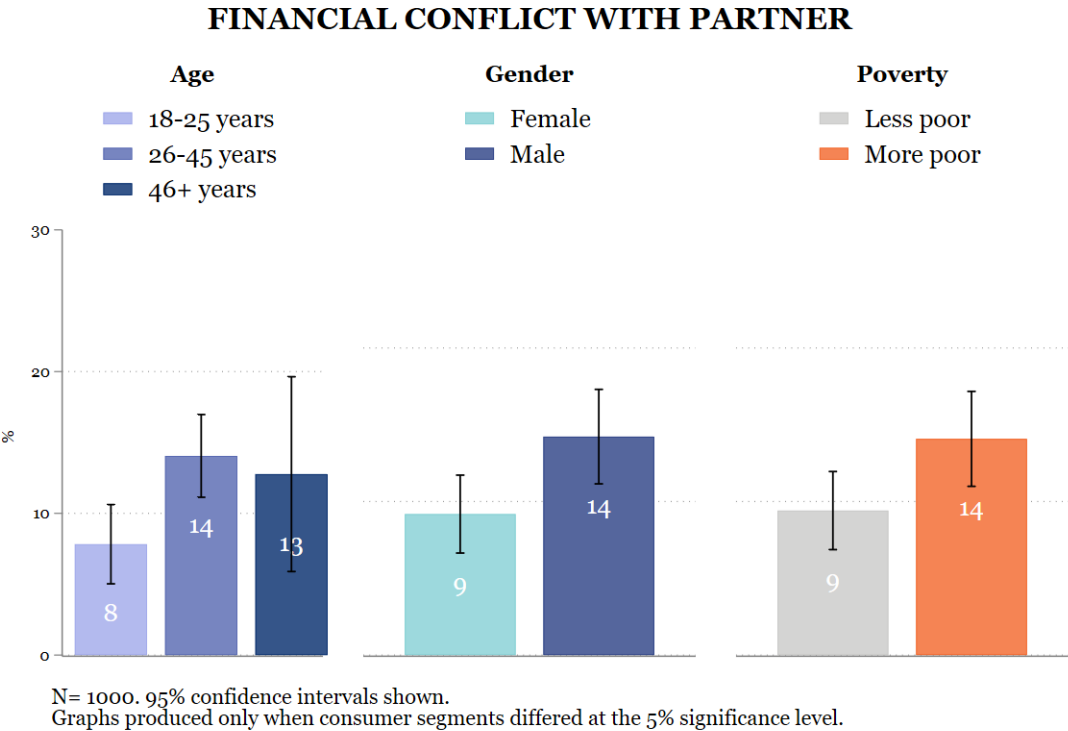 FINANCIAL CONFLICT WITH PARTNER
Age
18-25 years
26-45 years
46+ years
Gender
Female
Male
Poverty
Less poor
More poor
30
20
10
0
%
8
14
13
9
14
9
14
N= 1000. 95% confidence intervals shown.
Graphs produced only when consumer segments differed at the 5% significance level.